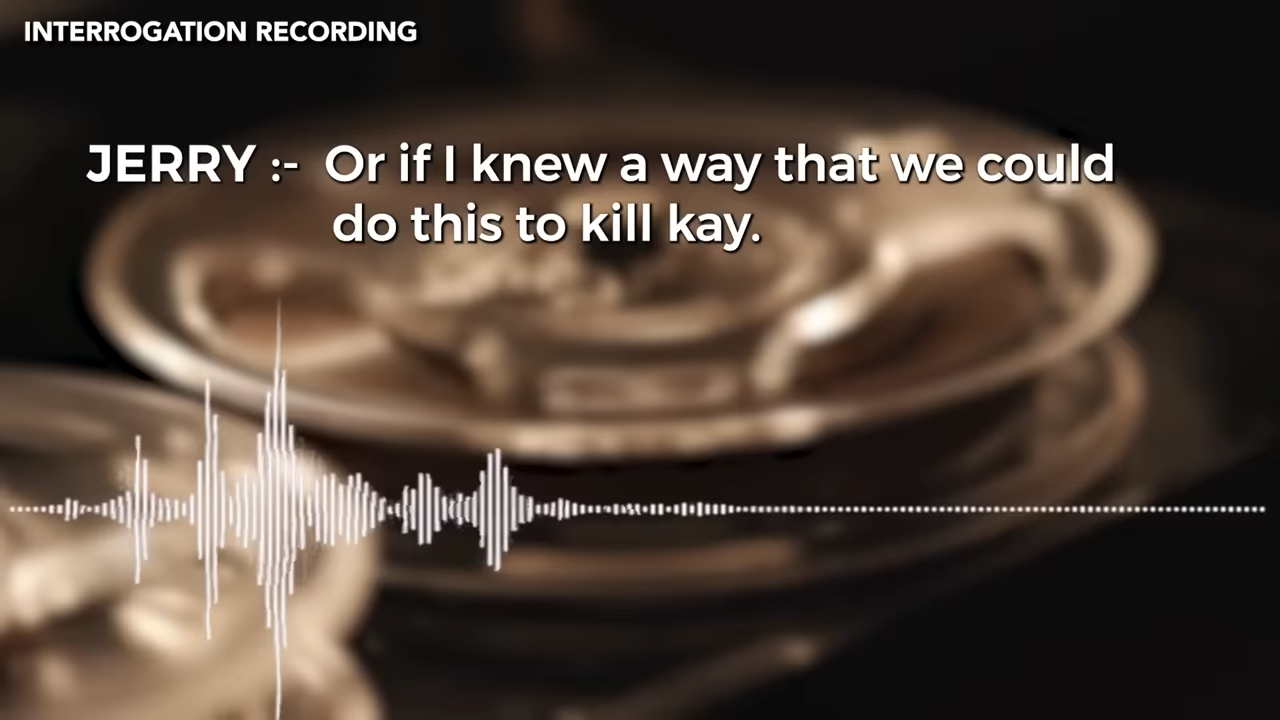 INTERROGATION RECORDING
JERRY :- Or if I knew a way that we could
do this to kill kay.